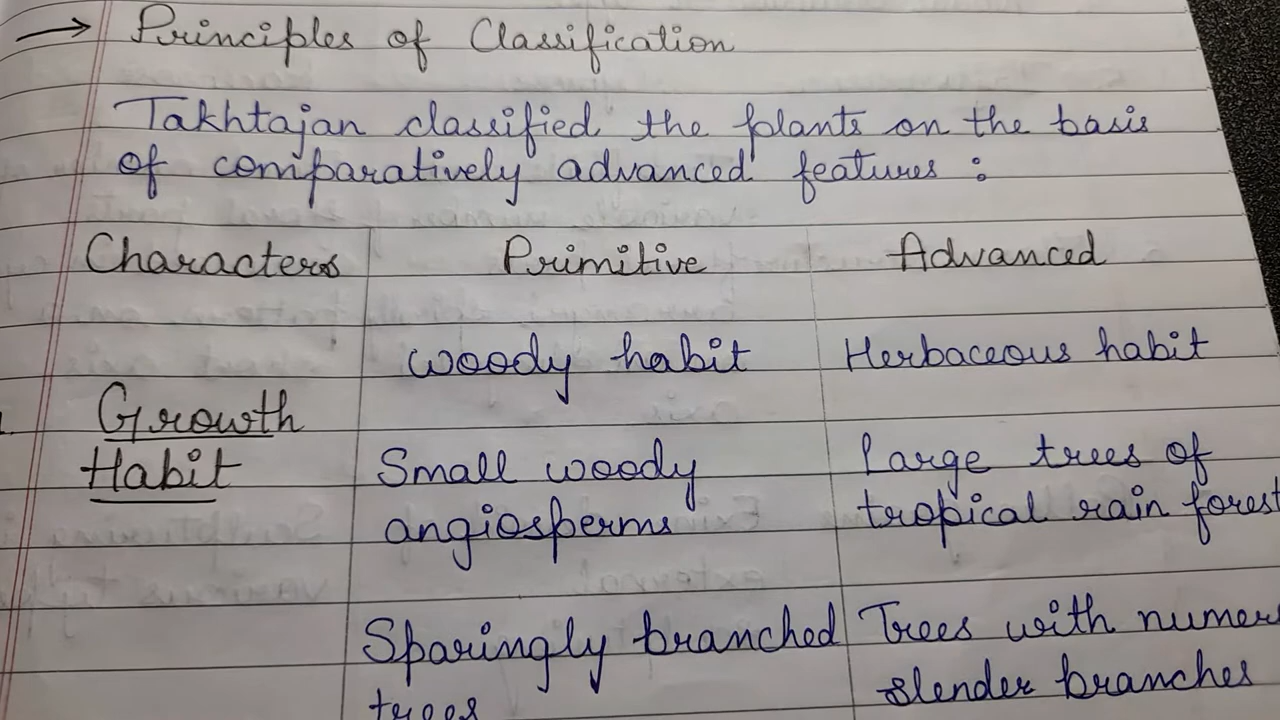 → Principles of Classification
Takhtajan classified the plants on the basis
of comparatively advanced features :
Characters Primitive Advanced
Woody habit Herbaceous habit
1. Growth
Habit
Small woody Large trees of
angiosperms tropical rain forest
Sparingly branched Trees with numer
trees slender branches